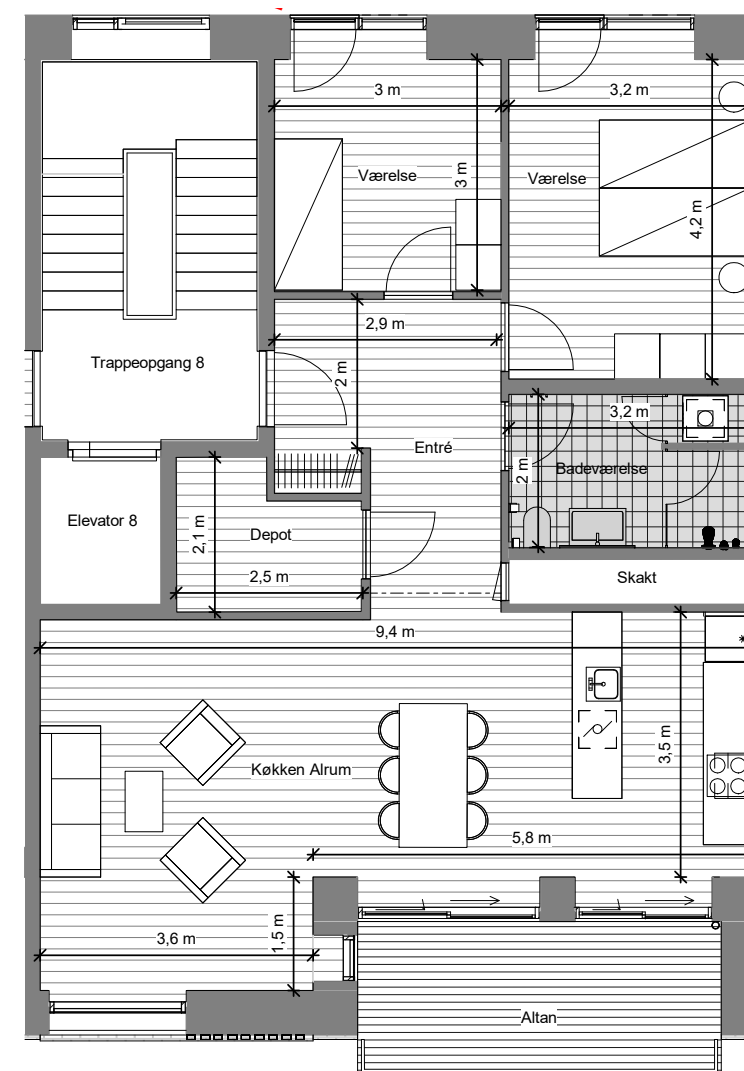 3 m
3,2 m
Værelse
3 m
Værelse
4,2 m
2,9 m
Trappeopgang 8
2 m
3,2 m
Entré
Badeværelse
2 m
Elevator 8
2,1 m
Depot
2,5 m
Skakt
9,4 m
3,5 m
Køkken Alrum
5,8 m
3,6 m
1,5 m
Altan